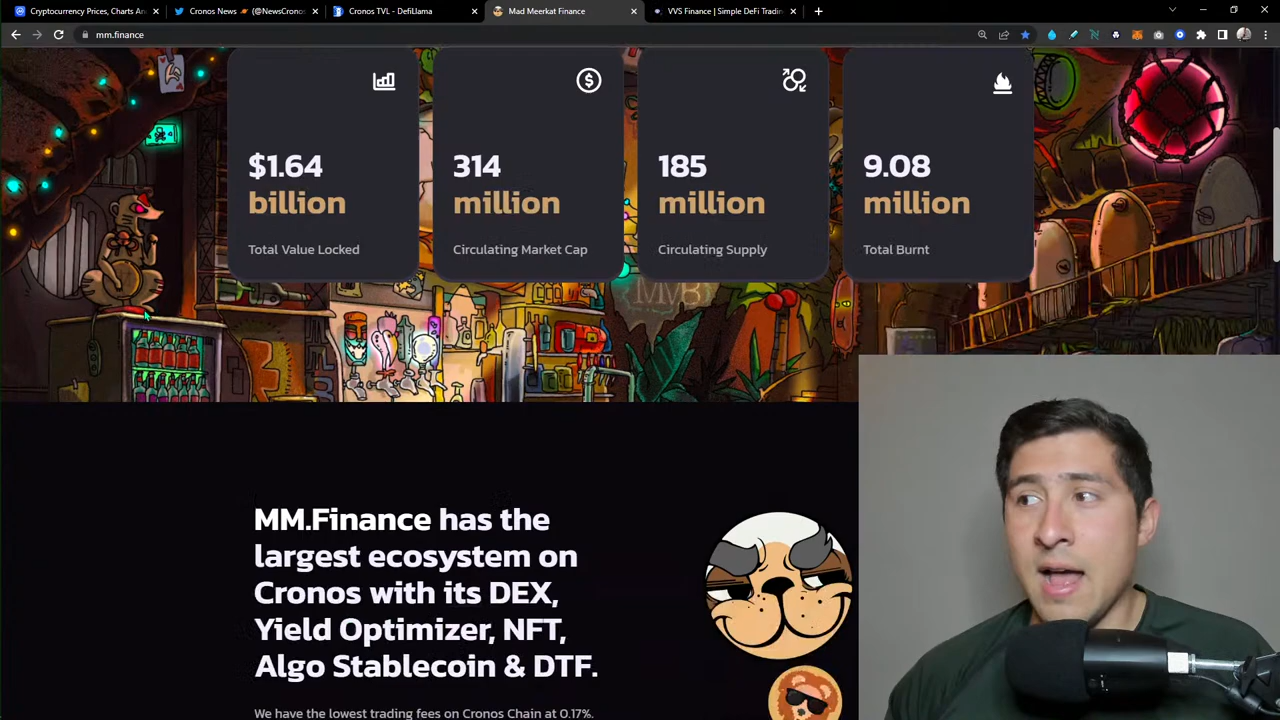 Cryptocurrency Prices, Charts An
Cronos News
(@NewsCronos
Cronos TVL - DefiLlama
Mad Meerkat Finance
VVS Finance | Simple DeFi Tradin
mm.finance
$1.64
billion
Total Value Locked
314
million
Circulating Market Cap
185
million
Circulating Supply
9.08
million
Total Burnt
MMB
MM.Finance has the
largest ecosystem on
Cronos with its DEX,
Yield Optimizer, NFT,
Algo Stablecoin & DTF.
We have the lowest trading fees on Cronos Chain at 0.17%.